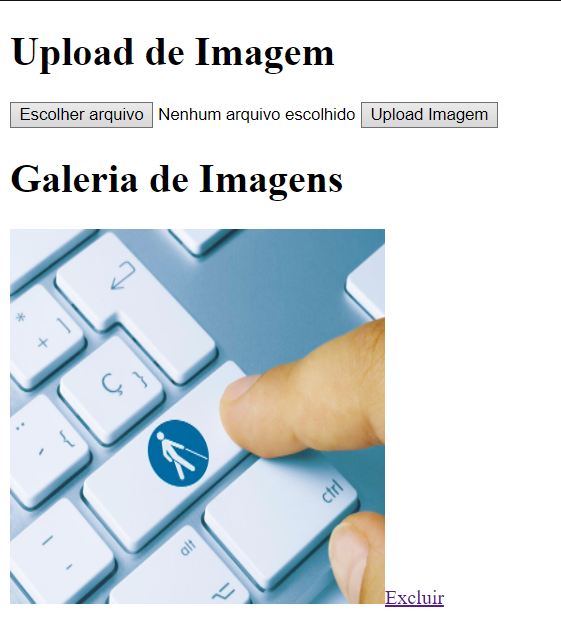 Upload de Imagem
Escolher arquivo Nenhum arquivo escolhido Upload Imagem
Galeria de Imagens
* + ]
Ç }
¨ - {
ctrl
alt
Excluir